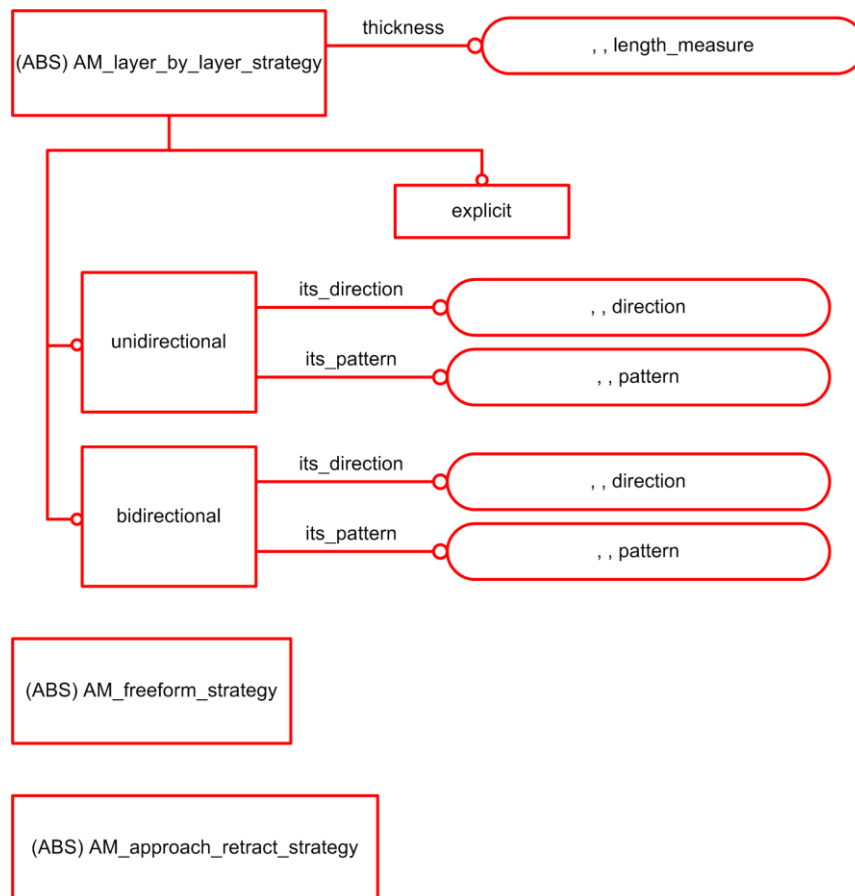 thickness
(ABS) AM_layer_by_layer_strategy
, , length_measure
explicit
its_direction
, , direction
unidirectional
its_pattern
, , pattern
its_direction
, , direction
bidirectional
its_pattern
, , pattern
(ABS) AM_freeform_strategy
(ABS) AM_approach_retract_strategy